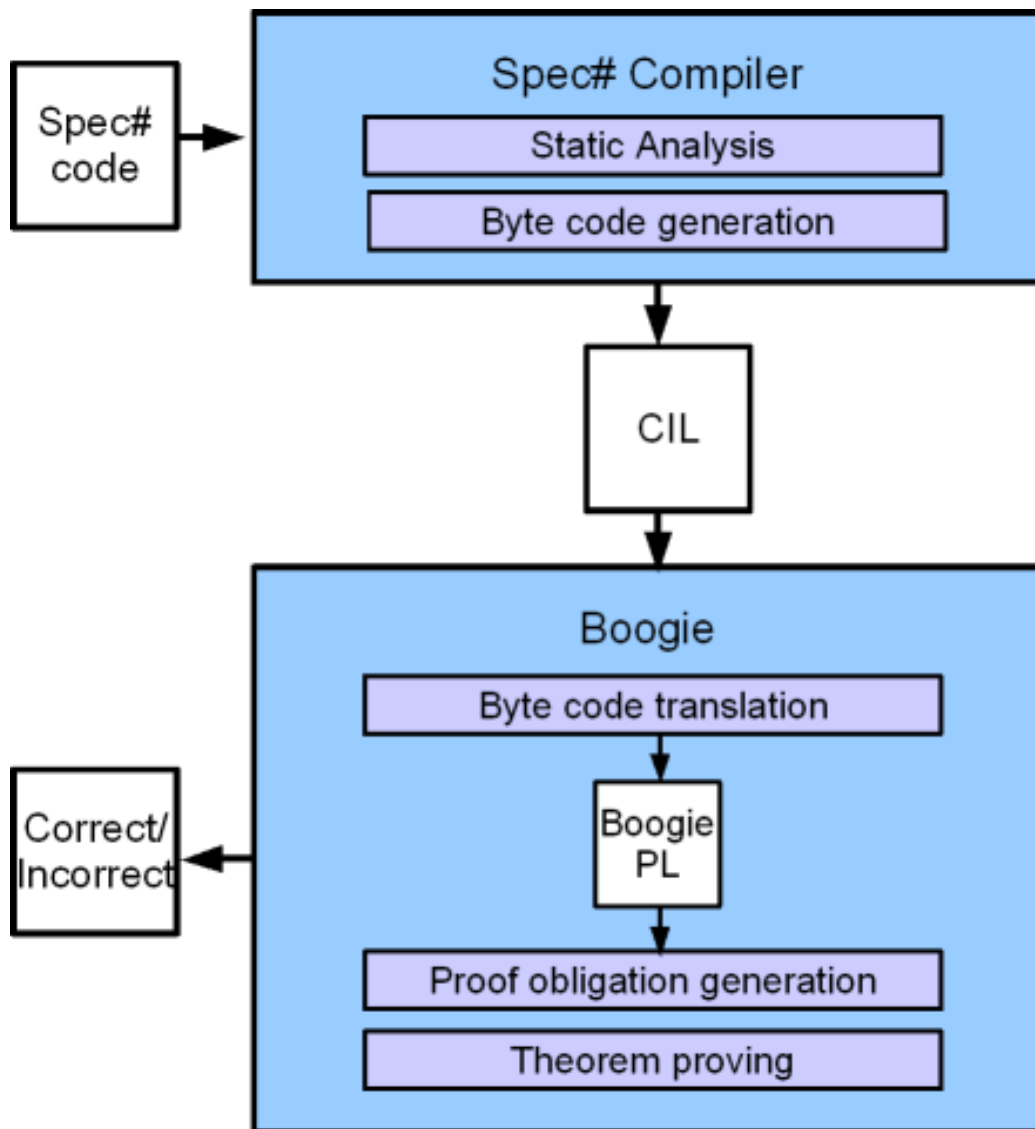 Spec# Compiler
Spec#
code
Static Analysis
Byte code generation
CIL
Boogie
Byte code translation
Boogie
PL
Correct/
Incorrect
Proof obligation generation
Theorem proving